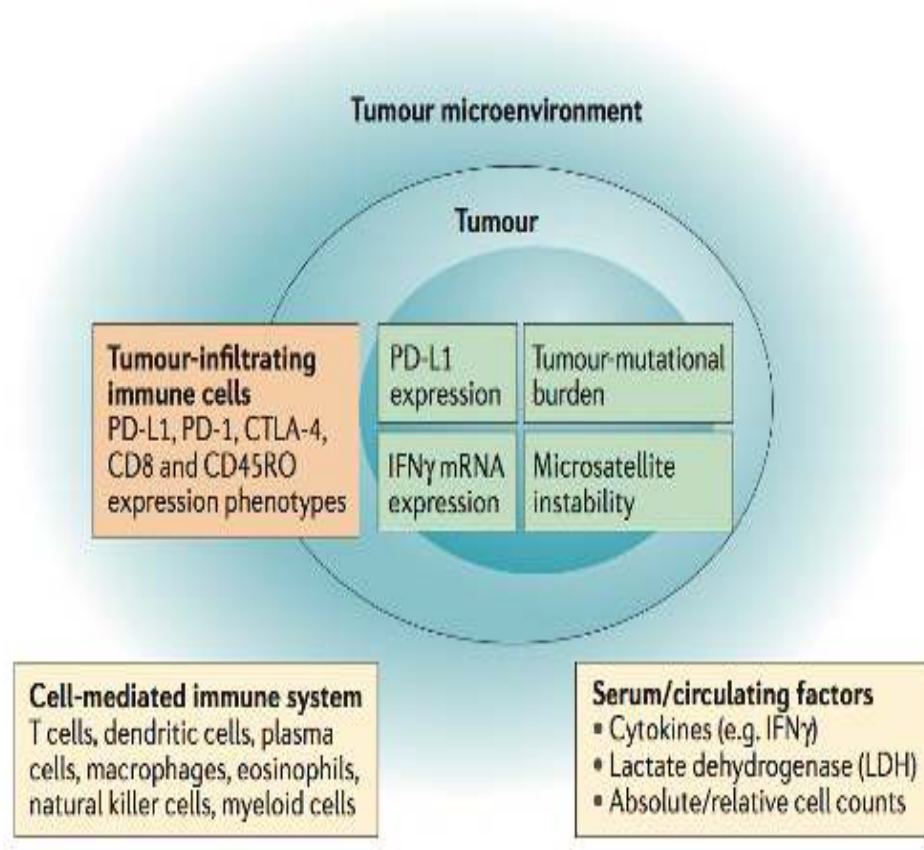 Tumour microenvironment
Tumour
Tumour-infiltrating
immune cells
PD-L1, PD-1, CTLA-4,
CD8 and CD45RO
expression phenotypes
PD-L1
expression
Tumour-mutational
burden
IFNγ mRNA
expression
Microsatellite
instability
Cell-mediated immune system
T cells, dendritic cells, plasma
cells, macrophages, eosinophils,
natural killer cells, myeloid cells
Serum/circulating factors
▪ Cytokines (e.g. IFNγ)
▪ Lactate dehydrogenase (LDH)
▪ Absolute/relative cell counts